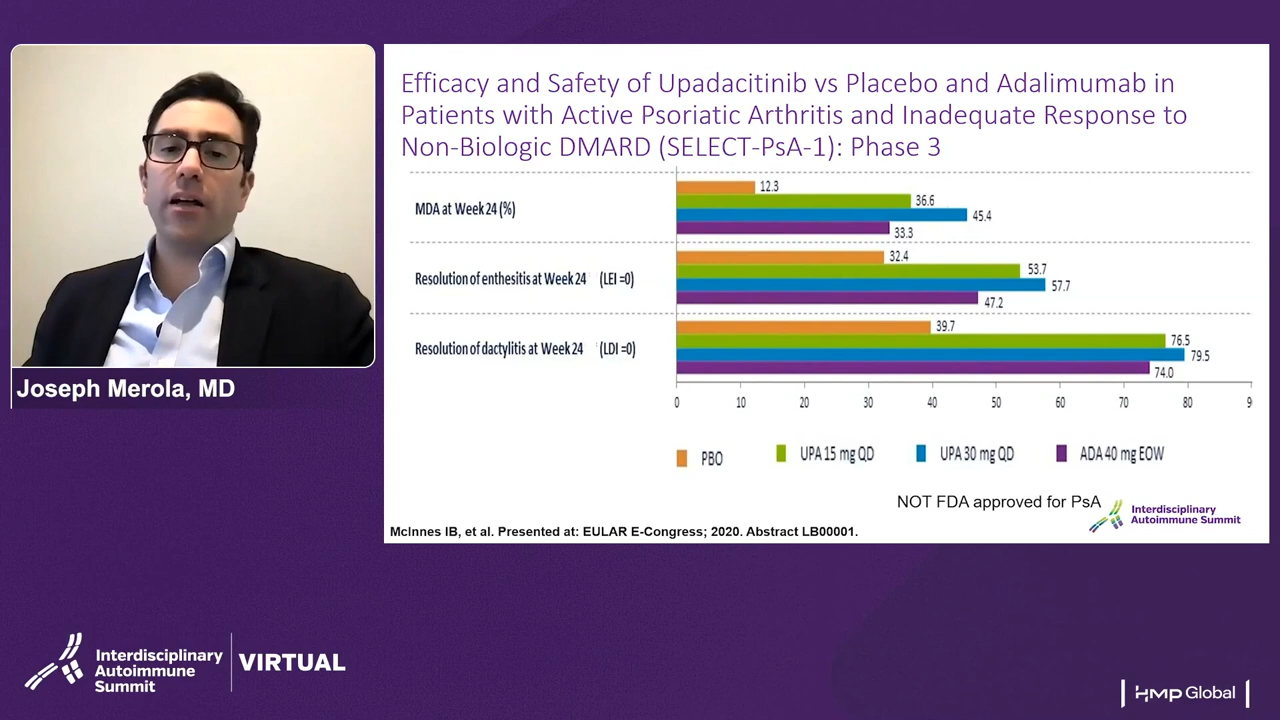 Efficacy and Safety of Upadacitinib vs Placebo and Adalimumab in
Patients with Active Psoriatic Arthritis and Inadequate Response to
Non-Biologic DMARD (SELECT-PsA-1): Phase 3
MDA at Week 24 (%)
12.3
36.6
45.4
33.3
Resolution of enthesitis at Week 24 (LEI =0)
32.4
53.7
57.7
47.2
Resolution of dactylitis at Week 24 (LDI =0)
39.7
76.5
79.5
74.0
0 10 20 30 40 50 60 70 80 9
PBO UPA 15 mg QD UPA 30 mg QD ADA 40 mg EOW
NOT FDA approved for PsA
Interdisciplinary
Autoimmune Summit
McInnes IB, et al. Presented at: EULAR E-Congress; 2020. Abstract LB00001.
Joseph Merola, MD
Interdisciplinary
Autoimmune
Summit
VIRTUAL
HMP Global